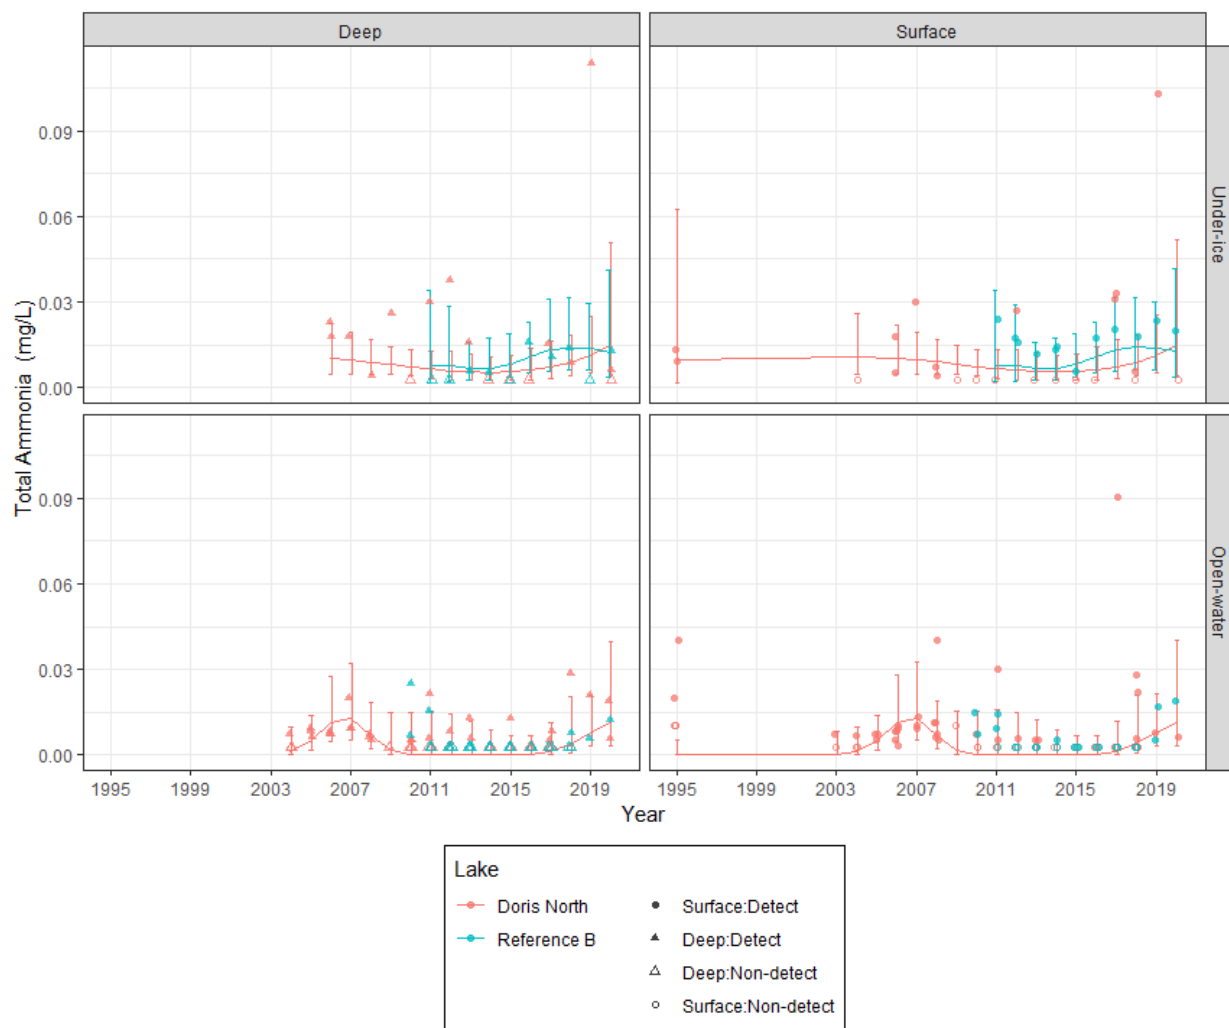 Deep
Surface
Total Ammonia (mg/L)
0.09
0.06
0.03
0.00
Under-ice
0.09
0.06
0.03
0.00
Open-water
1995 1999 2003 2007 2011 2015 2019
1995 1999 2003 2007 2011 2015 2019
Year
Lake
Doris North
Reference B
Surface:Detect
Deep:Detect
Deep:Non-detect
Surface:Non-detect